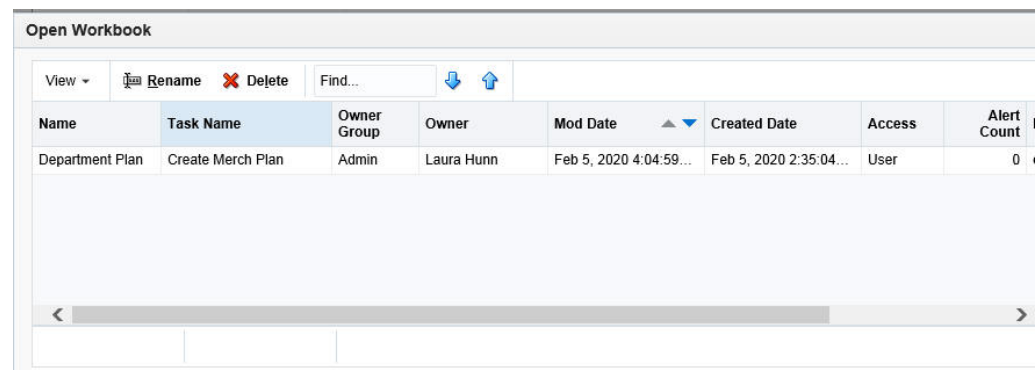 Open Workbook
View Rename Delete Find...
Name Task Name Owner Group Owner Mod Date Created Date Access Alert Count
Department Plan Create Merch Plan Admin Laura Hunn Feb 5, 2020 4:04:59... Feb 5, 2020 2:35:04... User 0